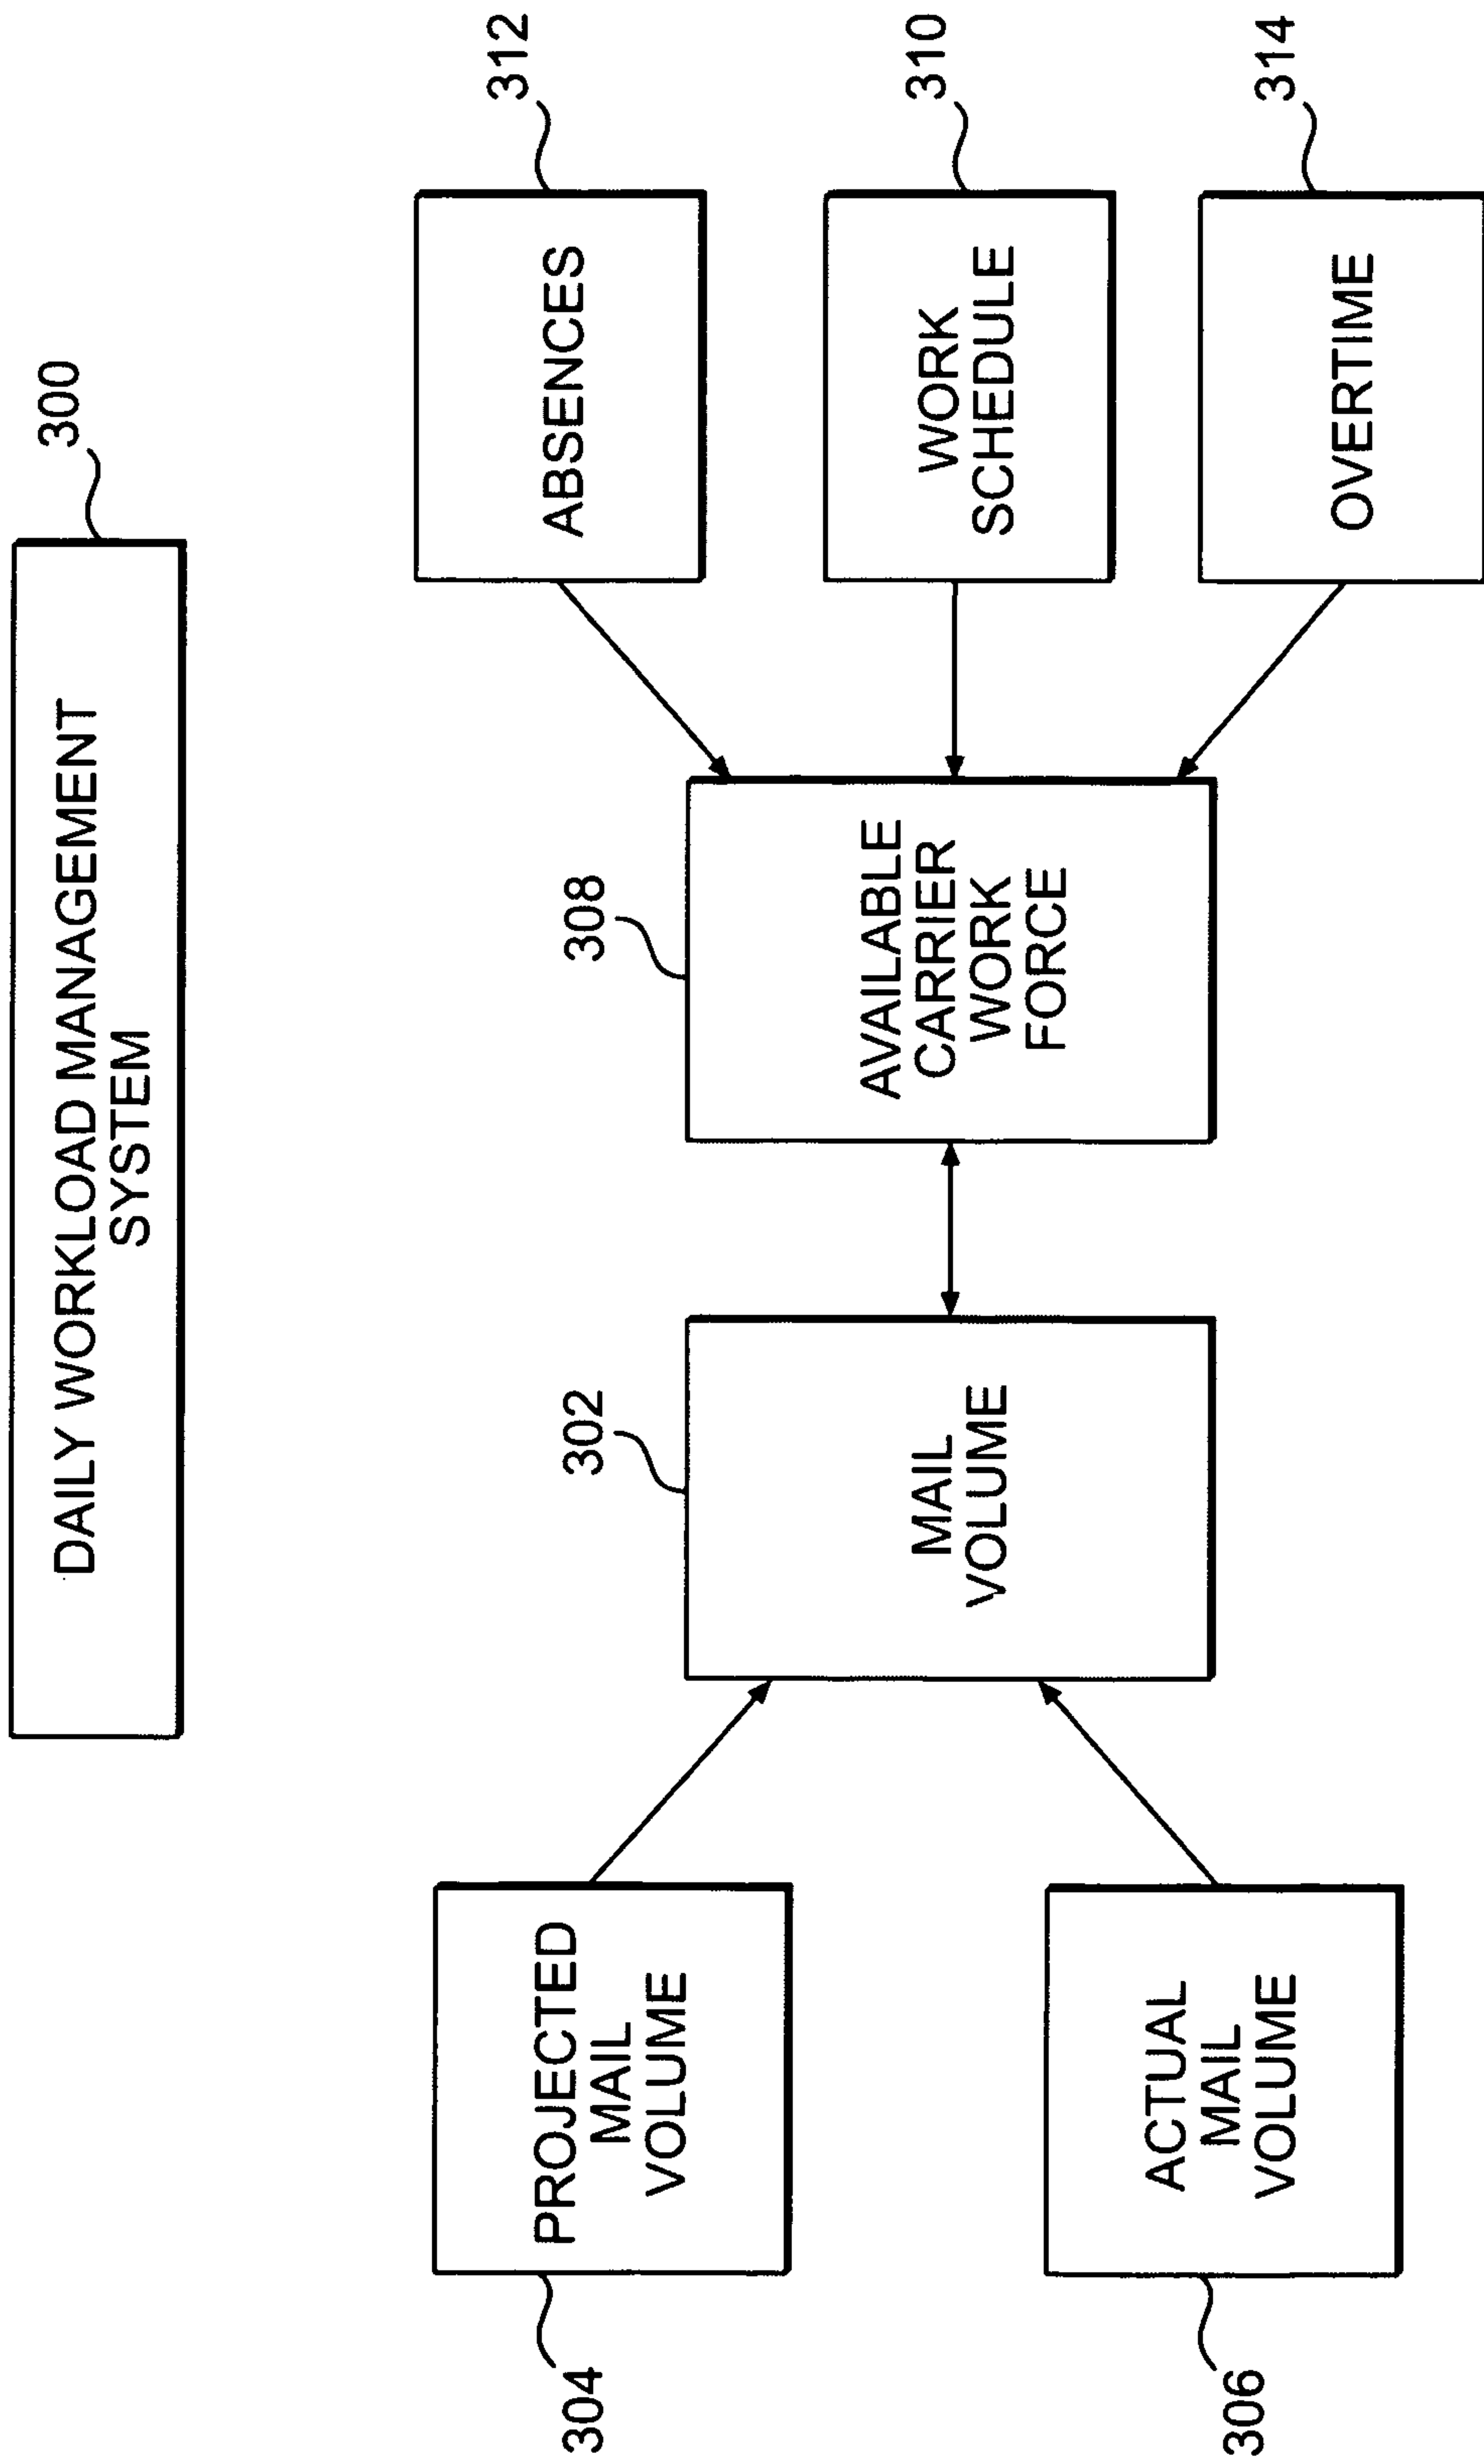 DAILY WORKLOAD MANAGEMENT
SYSTEM
300
304
PROJECTED
MAIL
VOLUME
306
ACTUAL
MAIL
VOLUME
302
MAIL
VOLUME
308
AVAILABLE
CARRIER
WORK
FORCE
312
ABSENCES
310
WORK
SCHEDULE
314
OVERTIME